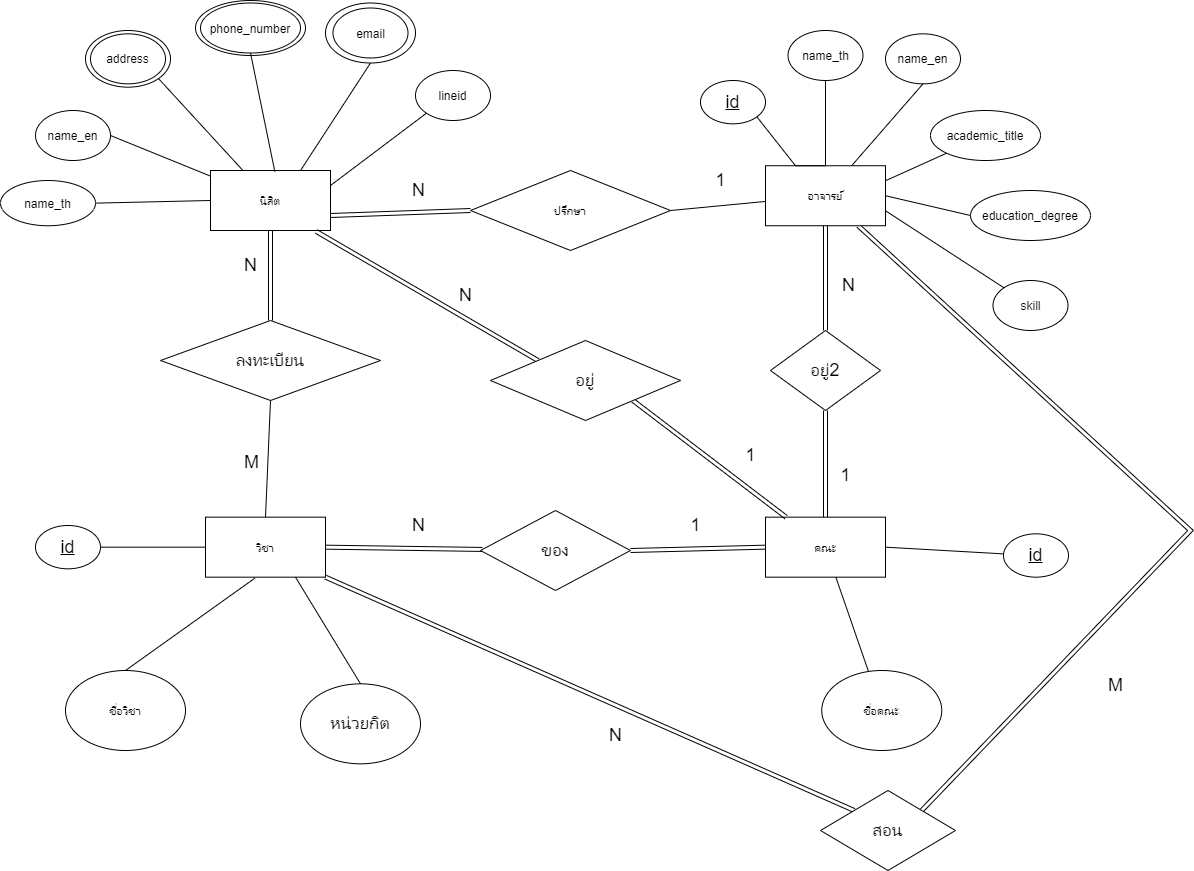 phone_number
email
address
lineid
name_en
name_th
นิสิต
N
ปรึกษา
1
id
name_th
name_en
academic_title
อาจารย์
education_degree
skill
N
N
N
ลงทะเบียน
อยู่
อยู่2
M
1
1
id
วิชา
N
ของ
1
คณะ
id
ชื่อวิชา
หน่วยกิต
ชื่อคณะ
M
N
สอน